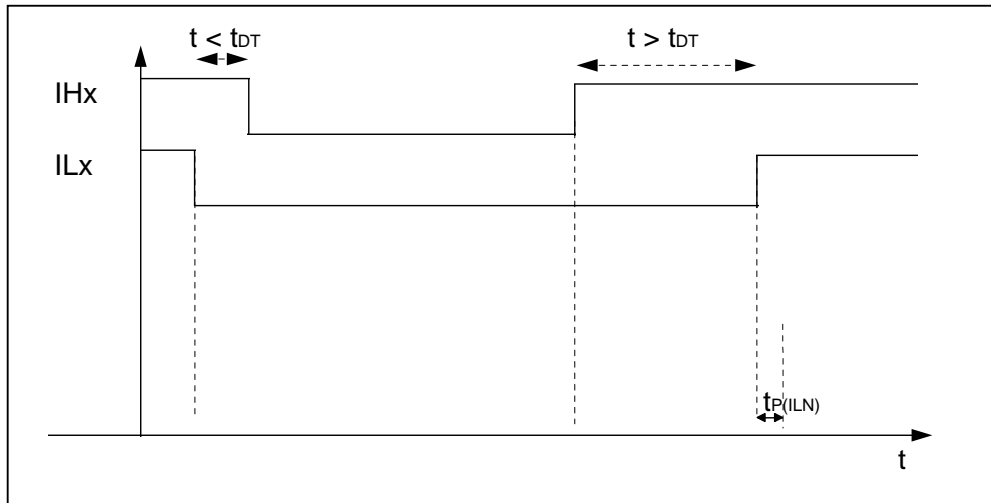 t < tDT
t > tDT
IHx
ILx
tP(ILN)
t